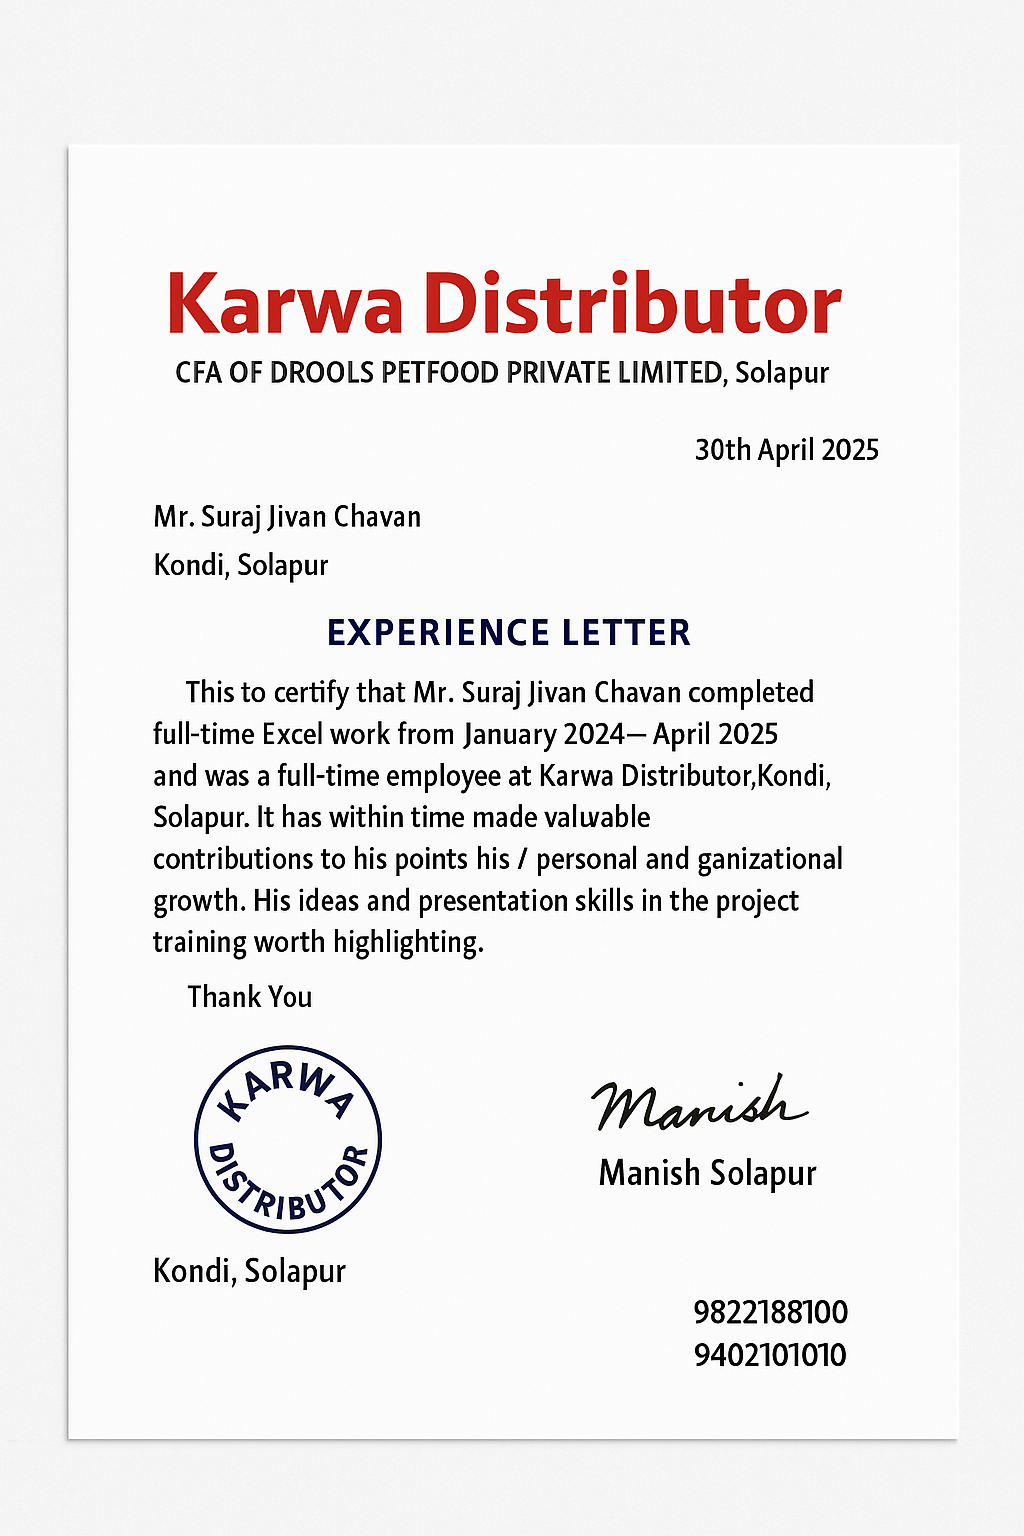 Karwa Distributor
CFA OF DROOLS PETFOOD PRIVATE LIMITED, Solapur
30th April 2025
Mr. Suraj Jivan Chavan
Kondi, Solapur
EXPERIENCE LETTER
This to certify that Mr. Suraj Jivan Chavan completed
full-time Excel work from January 2024– April 2025
and was a full-time employee at Karwa Distributor,Kondi,
Solapur. It has within time made valuvable
contributions to his points his / personal and ganizational
growth. His ideas and presentation skills in the project
training worth highlighting.
Thank You
KARWA
DISTRIBUTOR
Manish
Manish Solapur
Kondi, Solapur
9822188100
9402101010